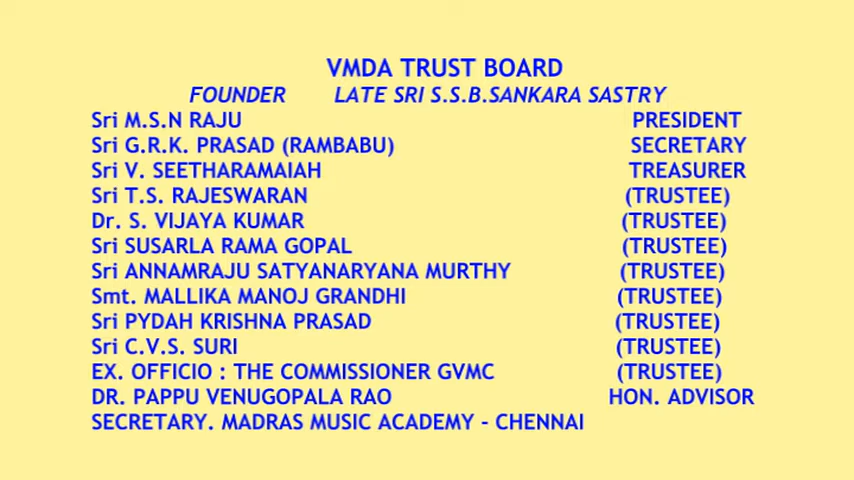 VMDA TRUST BOARD
FOUNDER LATE SRI S.S.B.SANKARA SASTRY
Sri M.S.N RAJU PRESIDENT
Sri G.R.K. PRASAD (RAMBABU) SECRETARY
Sri V. SEETHARAMAIAH TREASURER
Sri T.S. RAJESWARAN (TRUSTEE)
Dr. S. VIJAYA KUMAR (TRUSTEE)
Sri SUSARLA RAMA GOPAL (TRUSTEE)
Sri ANNAMRAJU SATYANARYANA MURTHY (TRUSTEE)
Smt. MALLIKA MANOJ GRANDHI (TRUSTEE)
Sri PYDAH KRISHNA PRASAD (TRUSTEE)
Sri C.V.S. SURI (TRUSTEE)
EX. OFFICIO : THE COMMISSIONER GVMC (TRUSTEE)
DR. PAPPU VENUGOPALA RAO HON. ADVISOR
SECRETARY. MADRAS MUSIC ACADEMY - CHENNAI